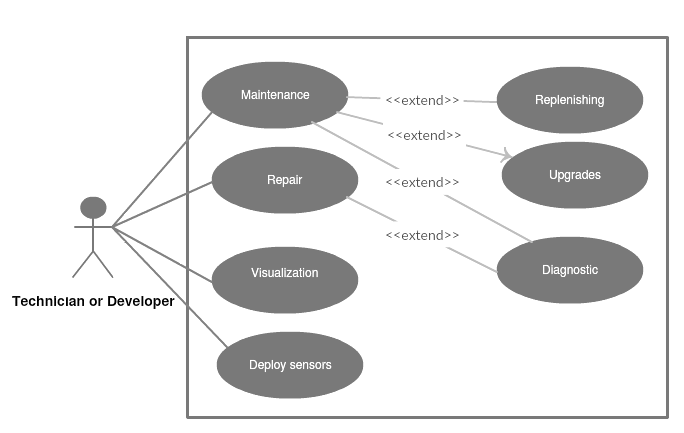 Maintenance
<<extend>>
Replenishing
<<extend>>
Repair
<<extend>>
Upgrades
<<extend>>
Visualization
Diagnostic
Technician or Developer
Deploy sensors